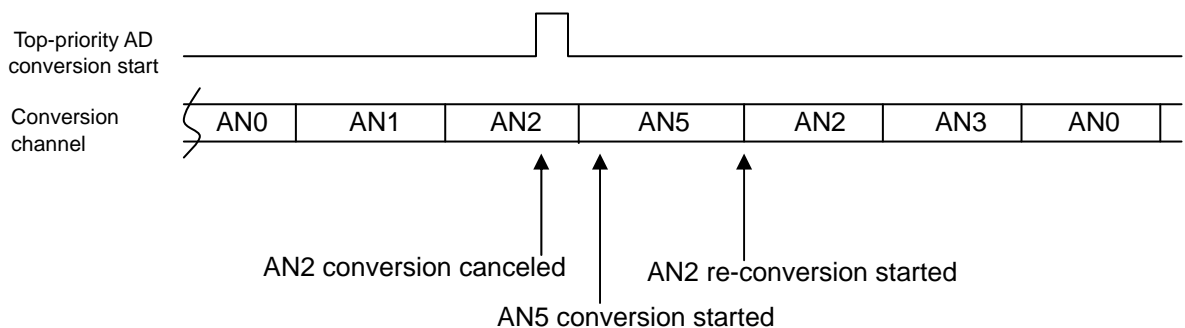 Top-priority AD
conversion start
Conversion
channel
AN0 AN1 AN2 AN5 AN2 AN3 AN0
AN2 conversion canceled
AN2 re-conversion started
AN5 conversion started